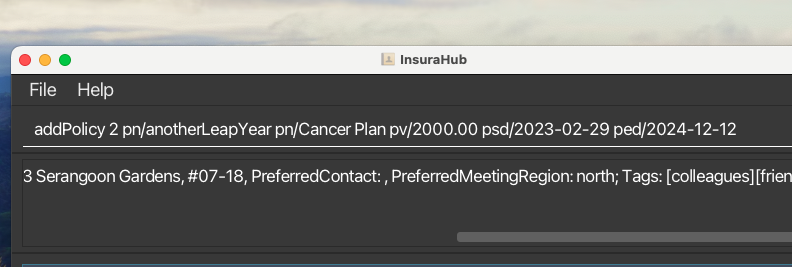 InsuraHub
File Help
addPolicy 2 pn/anotherLeapYear pn/Cancer Plan pv/2000.00 psd/2023-02-29 ped/2024-12-12
3 Serangoon Gardens, #07-18, PreferredContact: , PreferredMeetingRegion: north; Tags: [colleagues][frien